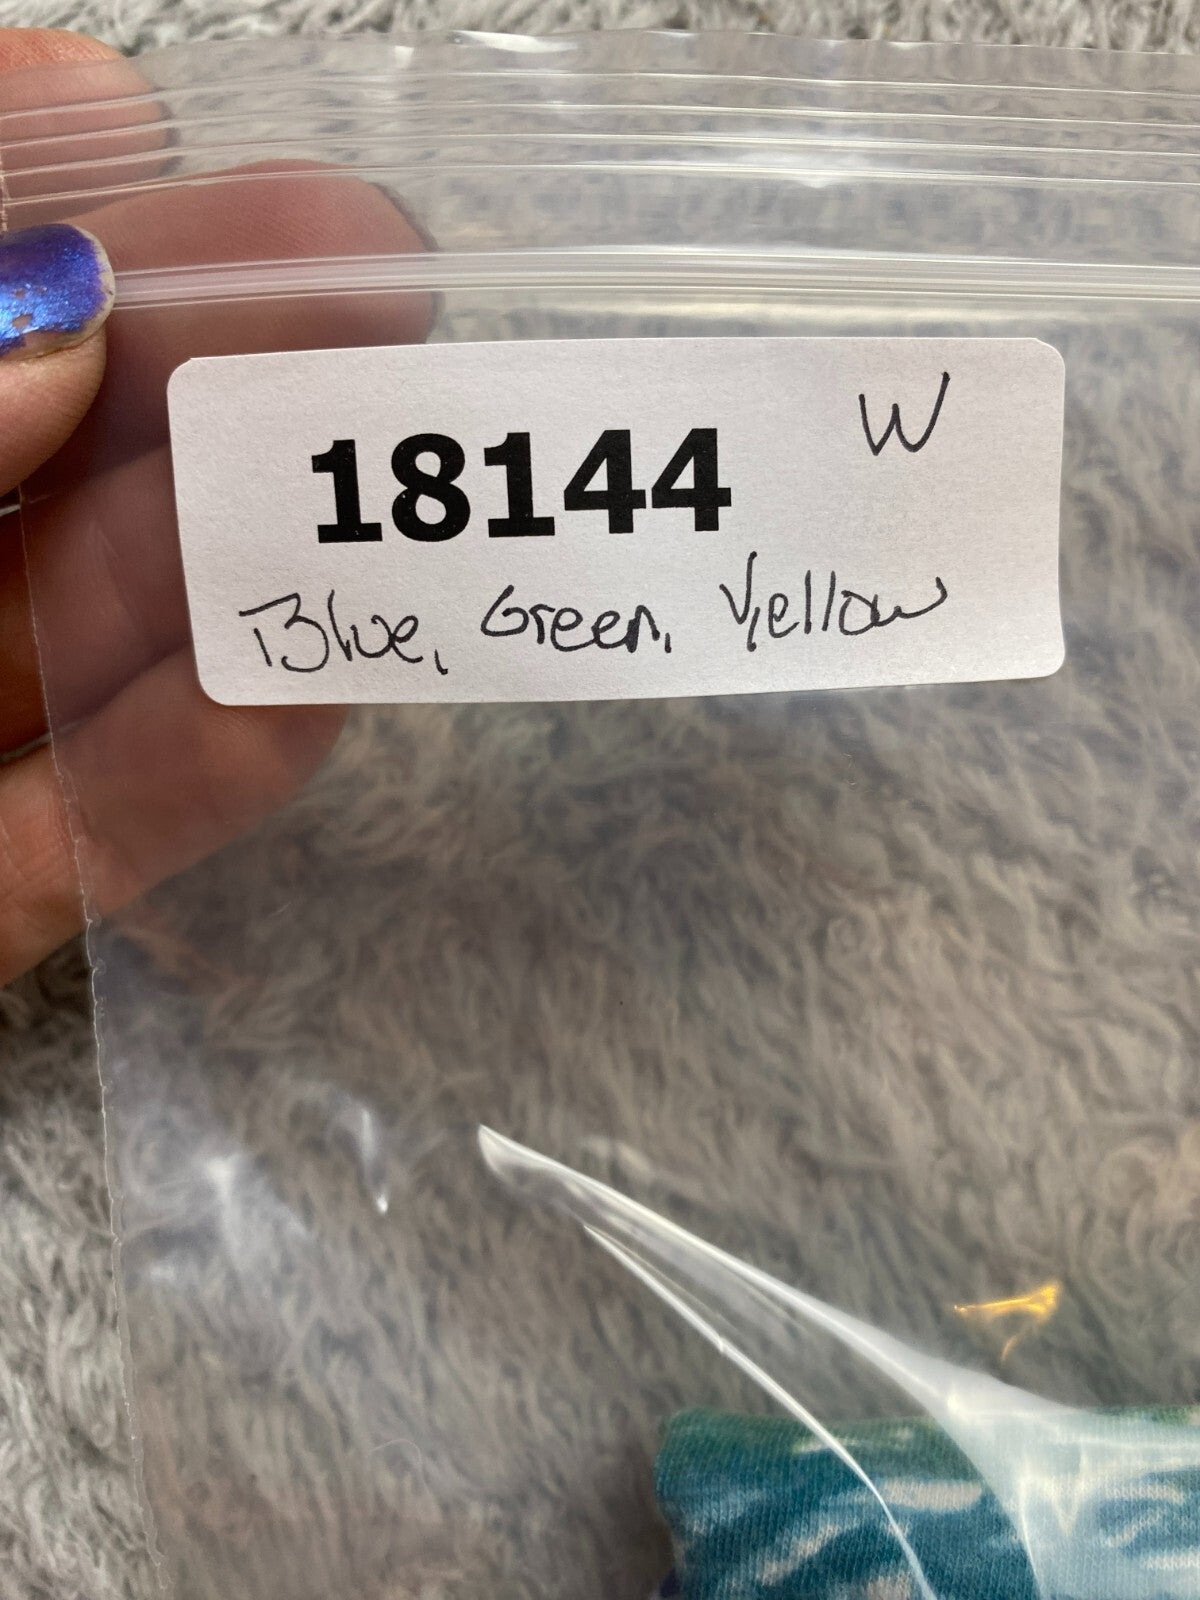 W
18144
Blue, Green, Yellow